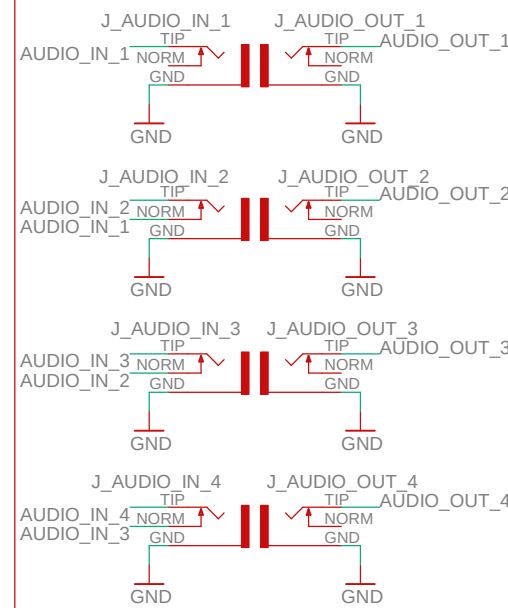 J_AUDIO_IN_1 J_AUDIO_OUT_1
AUDIO_IN_1 TIP TIP AUDIO_OUT_1
NORM NORM
GND GND
GND GND
J_AUDIO_IN_2 J_AUDIO_OUT_2
TIP TIP AUDIO_OUT_2
AUDIO_IN_2 NORM NORM
AUDIO_IN_1 GND GND
GND GND
J_AUDIO_IN_3 J_AUDIO_OUT_3
TIP TIP AUDIO_OUT_3
AUDIO_IN_3 NORM NORM
AUDIO_IN_2 GND GND
GND GND
J_AUDIO_IN_4 J_AUDIO_OUT_4
TIP TIP AUDIO_OUT_4
AUDIO_IN_4 NORM NORM
AUDIO_IN_3 GND GND
GND GND